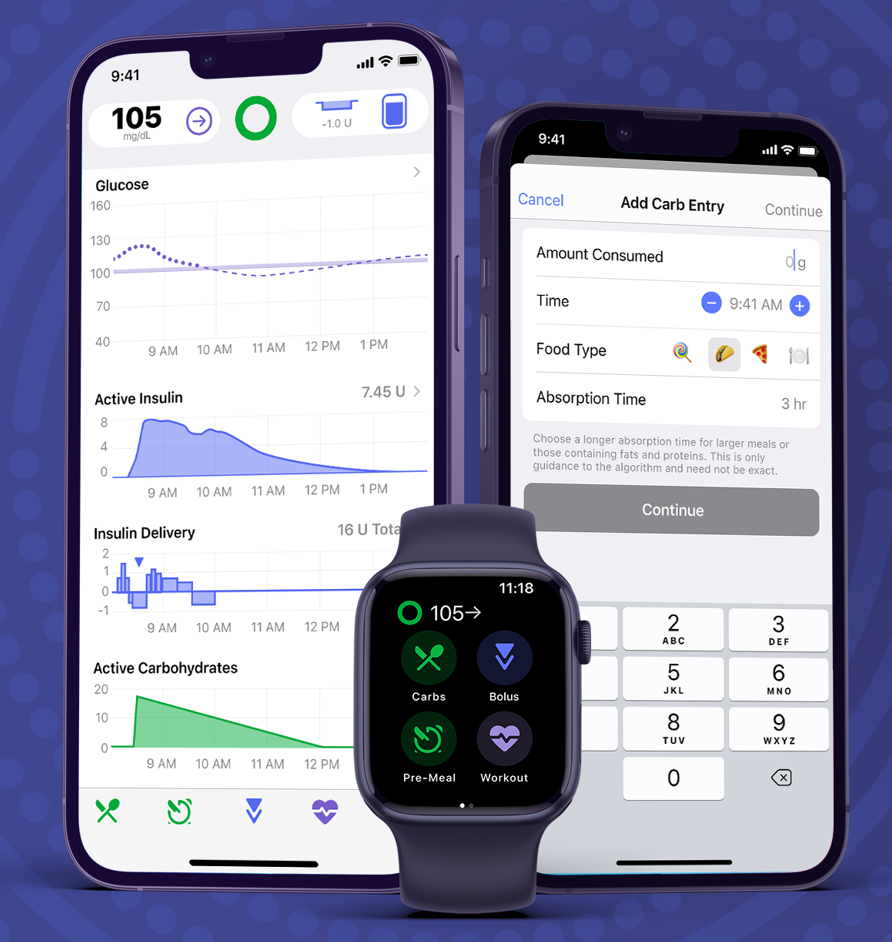 9:41
105
mg/dL
-1.0 U
Glucose
160
130
100
70
40
9 AM 10 AM 11 AM 12 PM 1 PM
Active Insulin 7.45 U
8
4
0
9 AM 10 AM 11 AM 12 PM 1 PM
Insulin Delivery 16 U
2
1
0
-1
9 AM 10 AM 11 AM 12 PM
Active Carbohydrates
20
10
0
9 AM 10 AM 11 AM 12 PM
11:18
105→
Carbs Bolus
Pre-Meal Workout
9:41
Cancel Add Carb Entry Continue
Amount Consumed 0 g
Time − 9:41 AM +
Food Type
Absorption Time 3 hr
Choose a longer absorption time for larger meals or
those containing fats and proteins. This is only
guidance to the algorithm and need not be exact.
Continue
2 3
ABC DEF
5 6
JKL MNO
8 9
TUV WXYZ
0